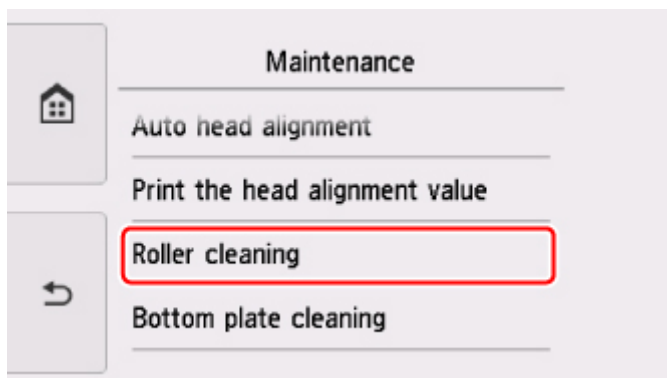 Maintenance
Auto head alignment
Print the head alignment value
Roller cleaning
Bottom plate cleaning